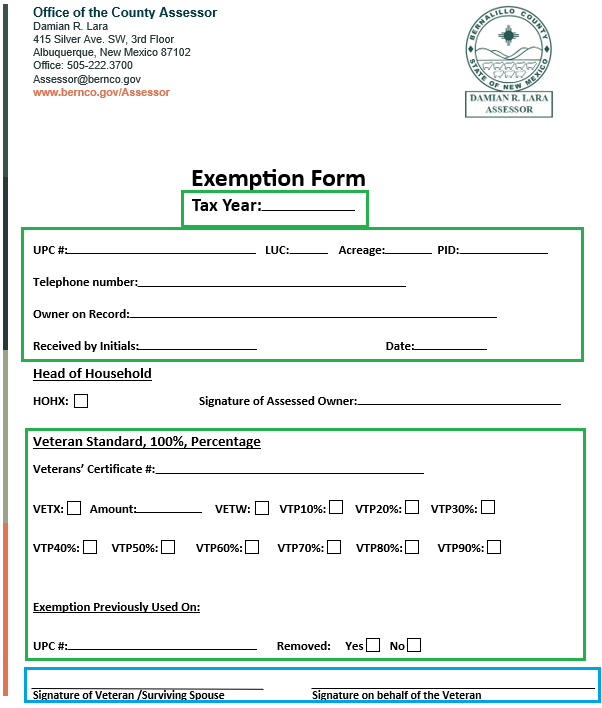 Office of the County Assessor
Damian R. Lara
415 Silver Ave. SW, 3rd Floor
Albuquerque, New Mexico 87102
Office: 505-222.3700
Assessor@bernco.gov
www.bernco.gov/Assessor
BERNALILLO COUNTY
STATE OF NEW MEXICO
DAMIAN R. LARA
ASSESSOR
Exemption Form
Tax Year:
UPC #: LUC: Acreage: PID:
Telephone number:
Owner on Record:
Received by Initials: Date:
Head of Household
HOHX: Signature of Assessed Owner:
Veteran Standard, 100%, Percentage
Veterans' Certificate #:
VETX: Amount: VETW: VTP10%: VTP20%: VTP30%:
VTP40%: VTP50%: VTP60%: VTP70%: VTP80%: VTP90%:
Exemption Previously Used On:
UPC #: Removed: Yes No
Signature of Veteran /Surviving Spouse Signature on behalf of the Veteran